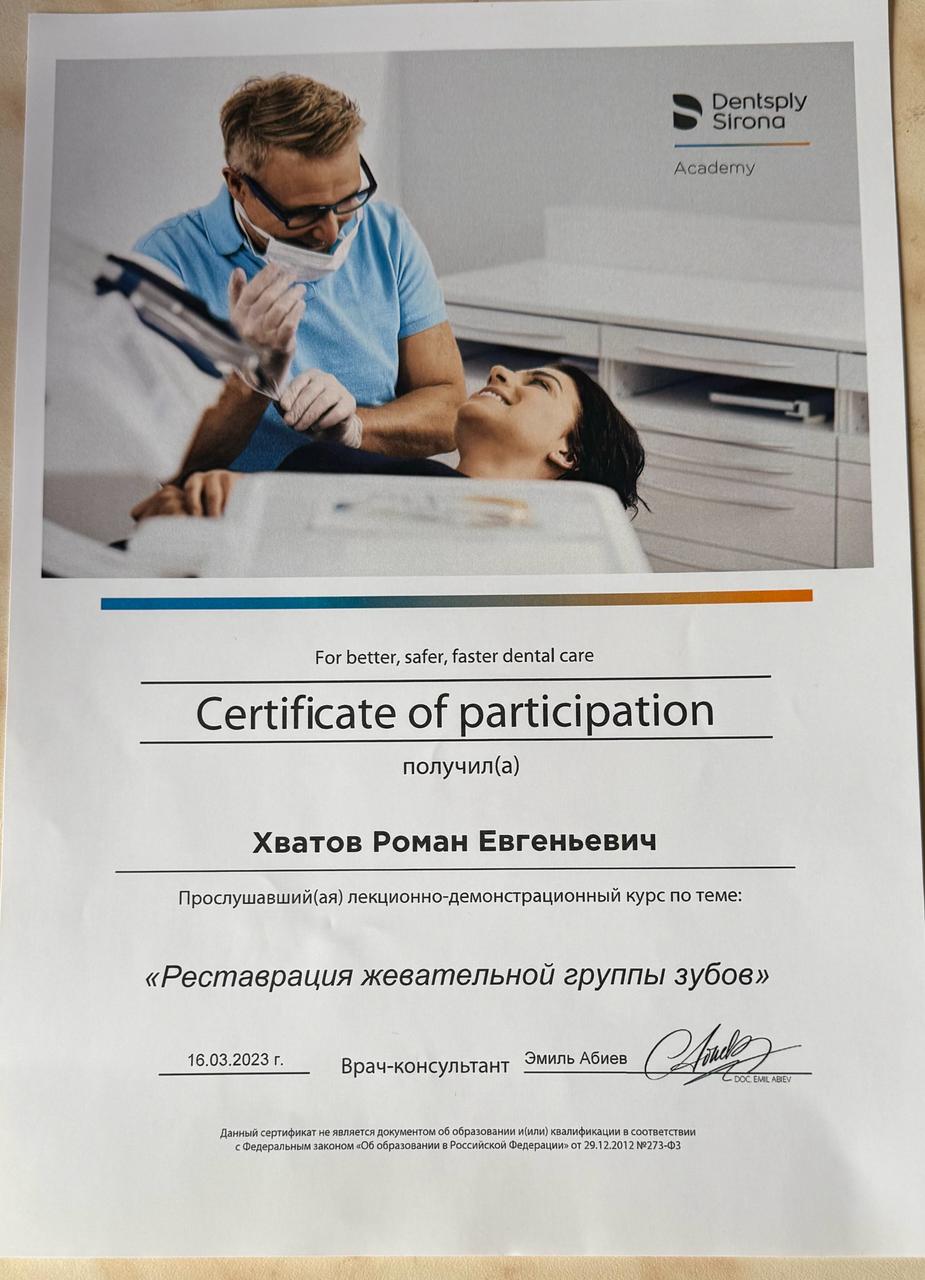 Dentsply
Sirona
Academy
For better, safer, faster dental care
Certificate of participation
получил(а)
Хватов Роман Евгеньевич
Прослушавший(ая) лекционно-демонстрационный курс по теме:
«Реставрация жевательной группы зубов»
16.03.2023 г. Врач-консультант Эмиль Абиев Абиев
DOC. EMIL ABIEV
Данный сертификат не является документом об образовании и(или) квалификации в соответствии
с Федеральным законом «Об образовании в Российской Федерации» от 29.12.2012 №273-ФЗ